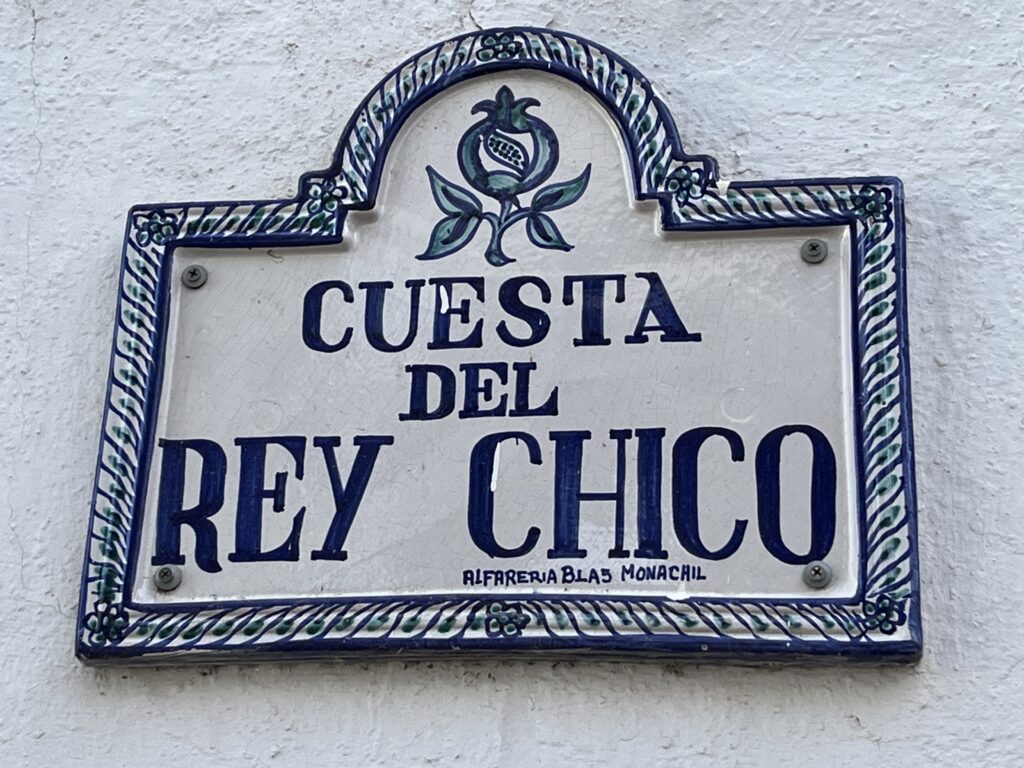 CUESTA
DEL
REY CHICO
ALFARERIA BLAS MONACHIL